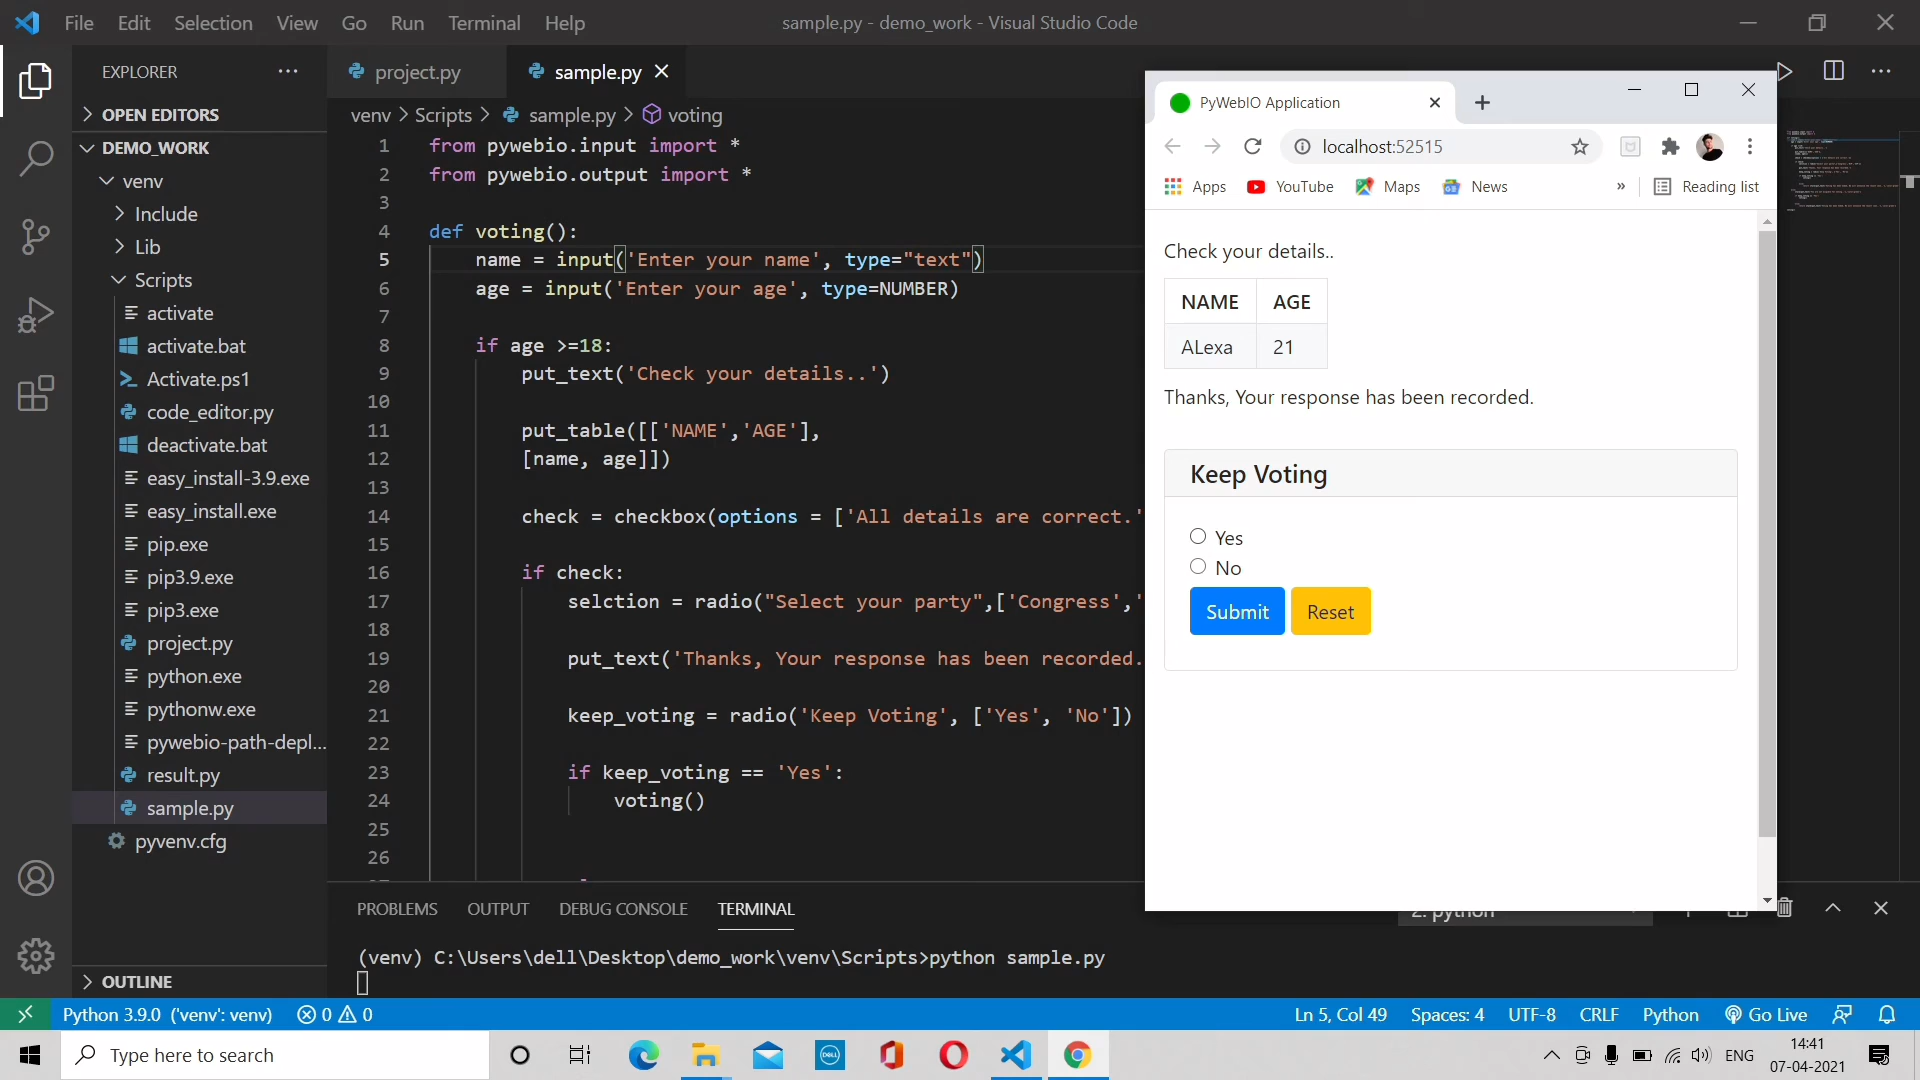 File Edit Selection View Go Run Terminal Help
sample.py - demo_work - Visual Studio Code
EXPLORER
OPEN EDITORS
DEMO_WORK
venv
Include
Lib
Scripts
activate
activate.bat
Activate.ps1
code_editor.py
deactivate.bat
easy_install-3.9.exe
easy_install.exe
pip.exe
pip3.9.exe
pip3.exe
project.py
python.exe
pythonw.exe
pywebio-path-depl...
result.py
sample.py
pyvenv.cfg
OUTLINE
project.py sample.py
venv > Scripts > sample.py > voting
1 from pywebio.input import *
2 from pywebio.output import *
3
4 def voting():
5 name = input('Enter your name', type="text")
6 age = input('Enter your age', type=NUMBER)
7
8 if age >=18:
9 put_text('Check your details..')
10
11 put_table([['NAME','AGE'],
12 [name, age]])
13
14 check = checkbox(options = ['All details are correct.'
15
16 if check:
17 selction = radio("Select your party",['Congress','
18
19 put_text('Thanks, Your response has been recorded.
20
21 keep_voting = radio('Keep Voting', ['Yes', 'No'])
22
23 if keep_voting == 'Yes':
24 voting()
25
26
PyWebIO Application
localhost:52515
Apps YouTube Maps News » Reading list
Check your details..
NAME AGE
ALexa 21
Thanks, Your response has been recorded.
Keep Voting
Yes
No
Submit Reset
PROBLEMS OUTPUT DEBUG CONSOLE TERMINAL
2: python
(venv) C:\Users\dell\Desktop\demo_work\venv\Scripts>python sample.py
Python 3.9.0 ('venv': venv) 0 0
Ln 5, Col 49 Spaces: 4 UTF-8 CRLF Python Go Live
Type here to search
DELL
ENG
14:41
07-04-2021